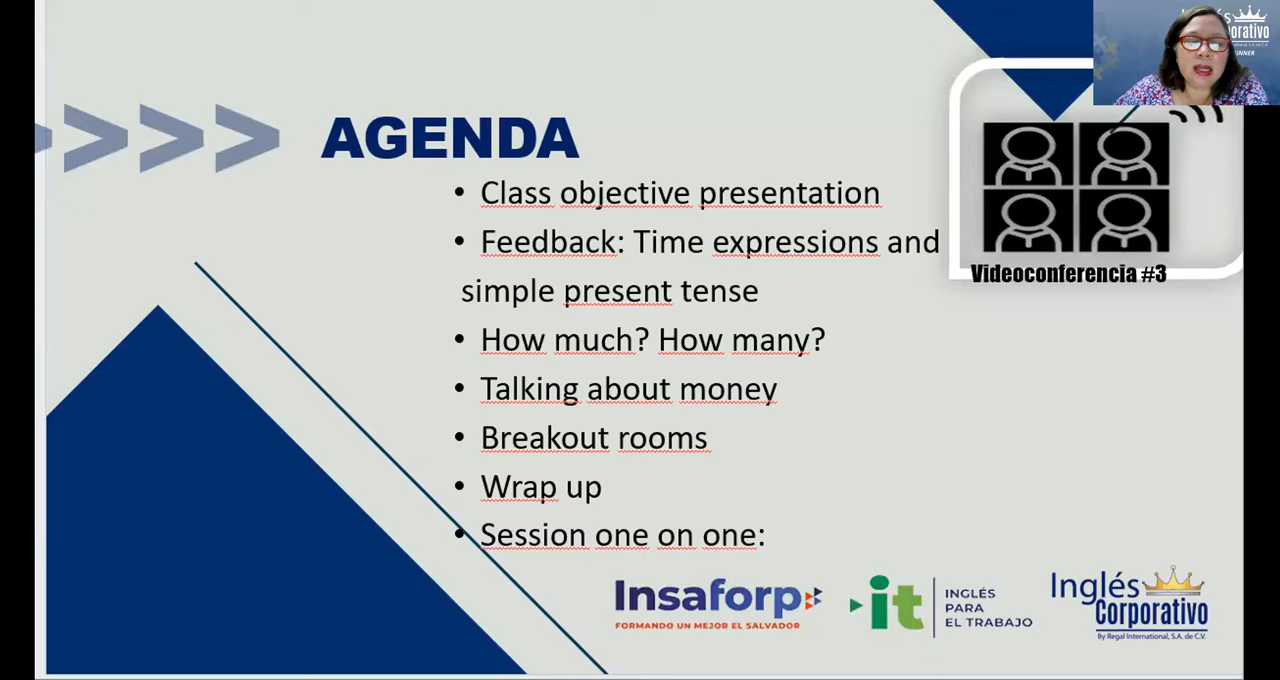 AGENDA
• Class objective presentation
• Feedback: Time expressions and
simple present tense
• How much? How many?
• Talking about money
• Breakout rooms
• Wrap up
• Session one on one:
Videoconferencia #3
Insaforp
FORMANDO UN MEJOR EL SALVADOR
it
INGLÉS
PARA
EL TRABAJO
Inglés
Corporativo
By Regal International, S.A. de C.V.